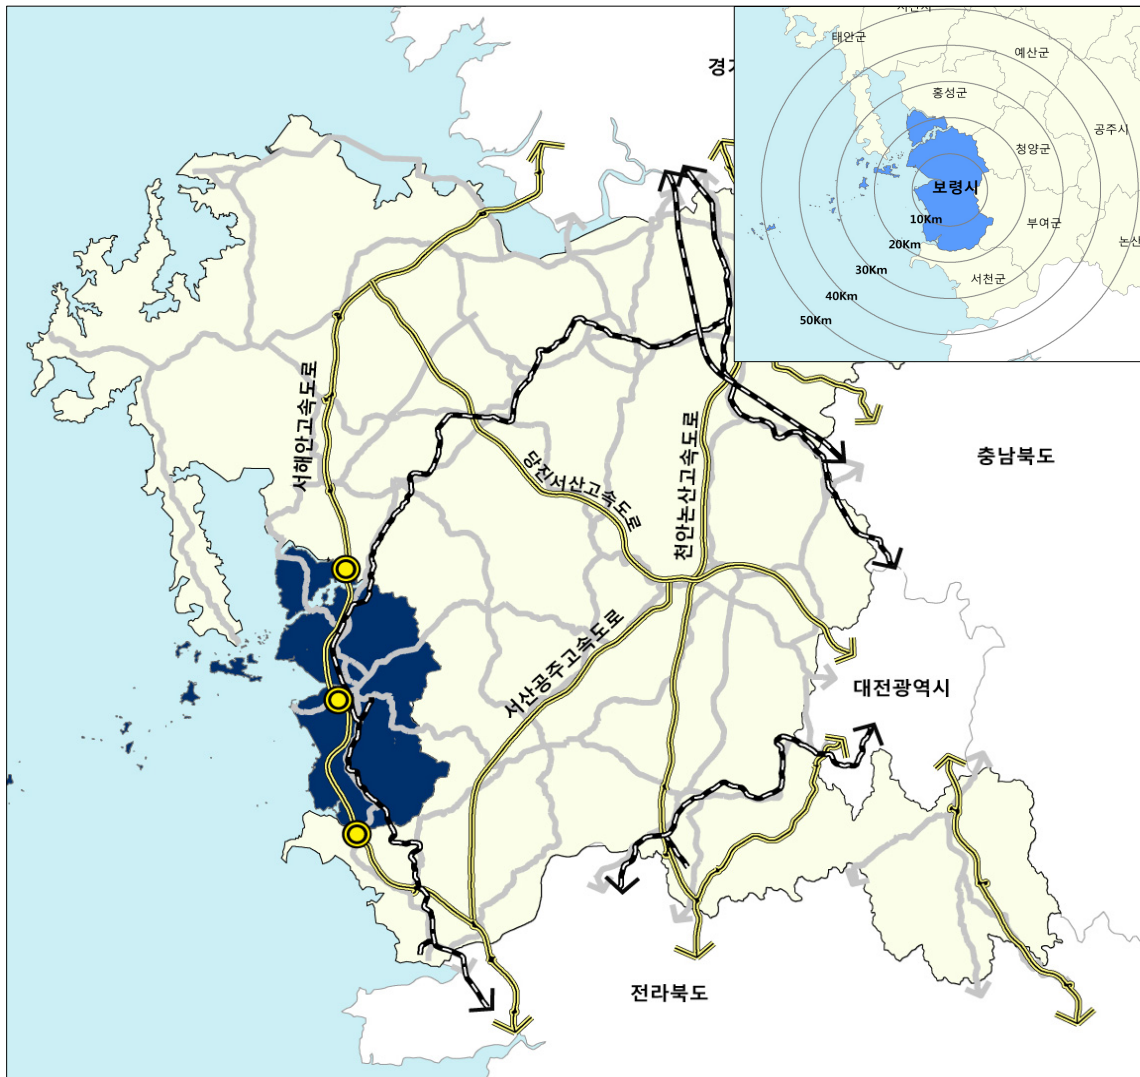 태안군
예산군
홍성군
공주시
청양군
보령시
10Km
부여군
20Km
논산
30Km
서천군
40Km
50Km
서해안고속도로
당진서산고속도로
천안논산고속도로
충남북도
서산공주고속도로
대전광역시
전라북도